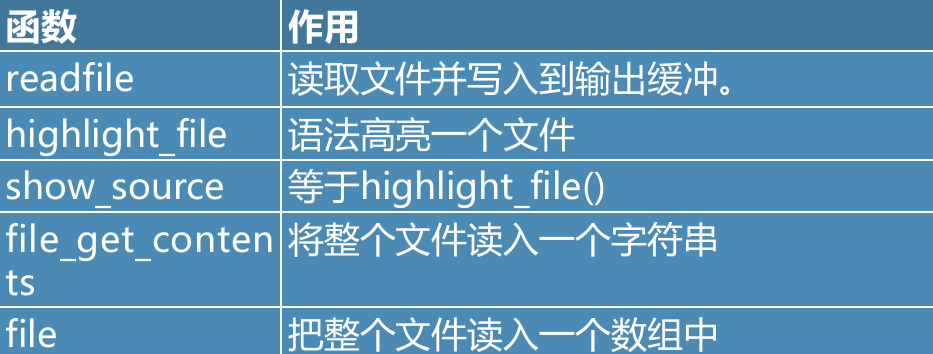 函数 作用
readfile 读取文件并写入到输出缓冲。
highlight_file 语法高亮一个文件
show_source 等于highlight_file()
file_get_conten 将整个文件读入一个字符串
ts
file 把整个文件读入一个数组中